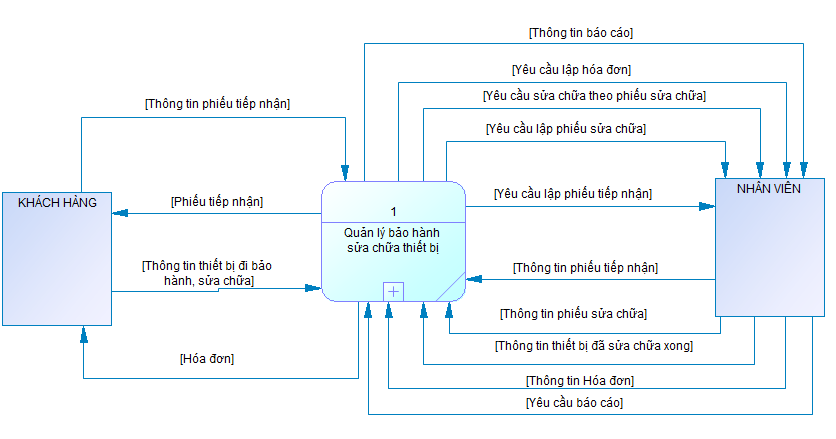 [Thông tin báo cáo]
[Yêu cầu lập hóa đơn]
[Yêu cầu sửa chữa theo phiếu sửa chữa]
[Thông tin phiếu tiếp nhận]
[Yêu cầu lập phiếu sửa chữa]
KHÁCH HÀNG
[Phiếu tiếp nhận]
1
Quản lý bảo hành
sửa chữa thiết bị
[Yêu cầu lập phiếu tiếp nhận]
NHÂN VIÊN
[Thông tin thiết bị đi bảo
hành, sửa chữa]
[Thông tin phiếu tiếp nhận]
[Thông tin phiếu sửa chữa]
[Thông tin thiết bị đã sửa chữa xong]
[Hóa đơn]
[Thông tin Hóa đơn]
[Yêu cầu báo cáo]